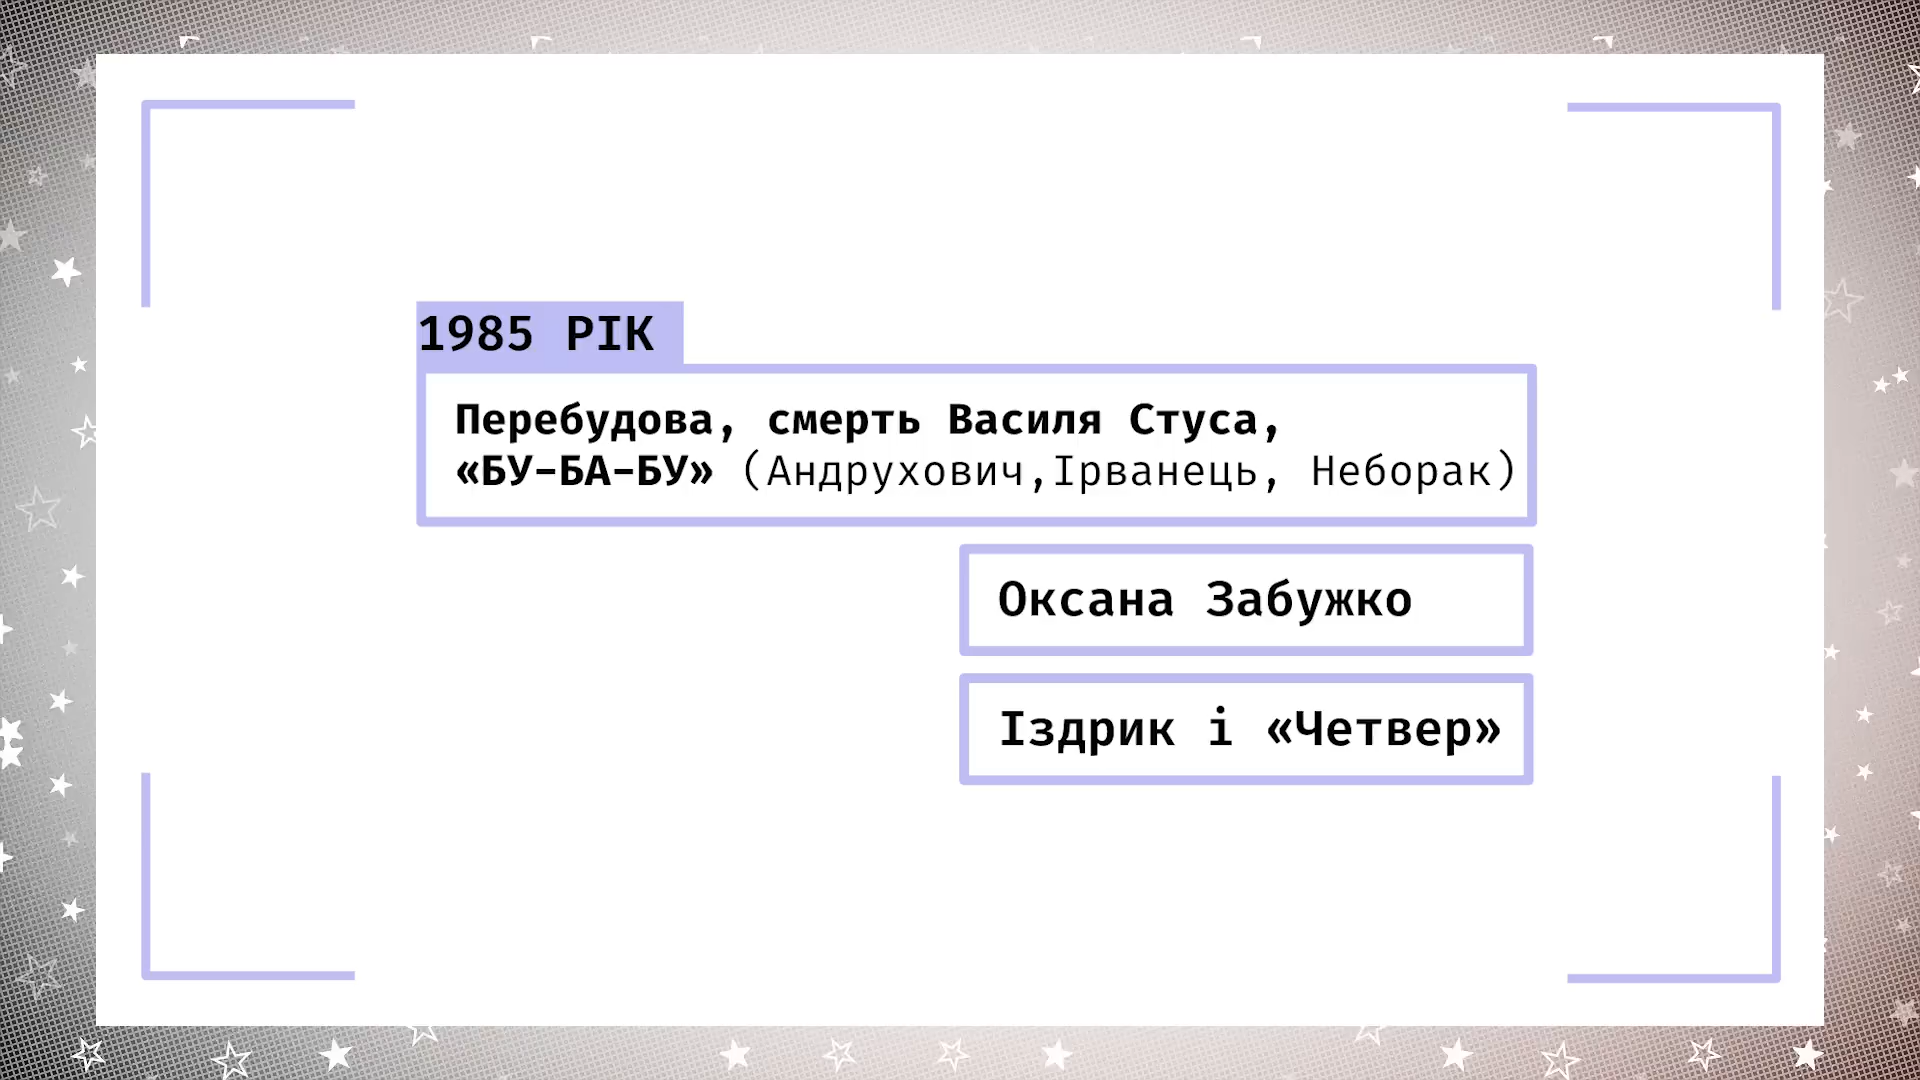 1985 РІК
Перебудова, смерть Василя Стуса,
«БУ-БА-БУ» (Андрухович,Ірванець, Неборак)
Оксана Забужко
Іздрик і «Четвер»